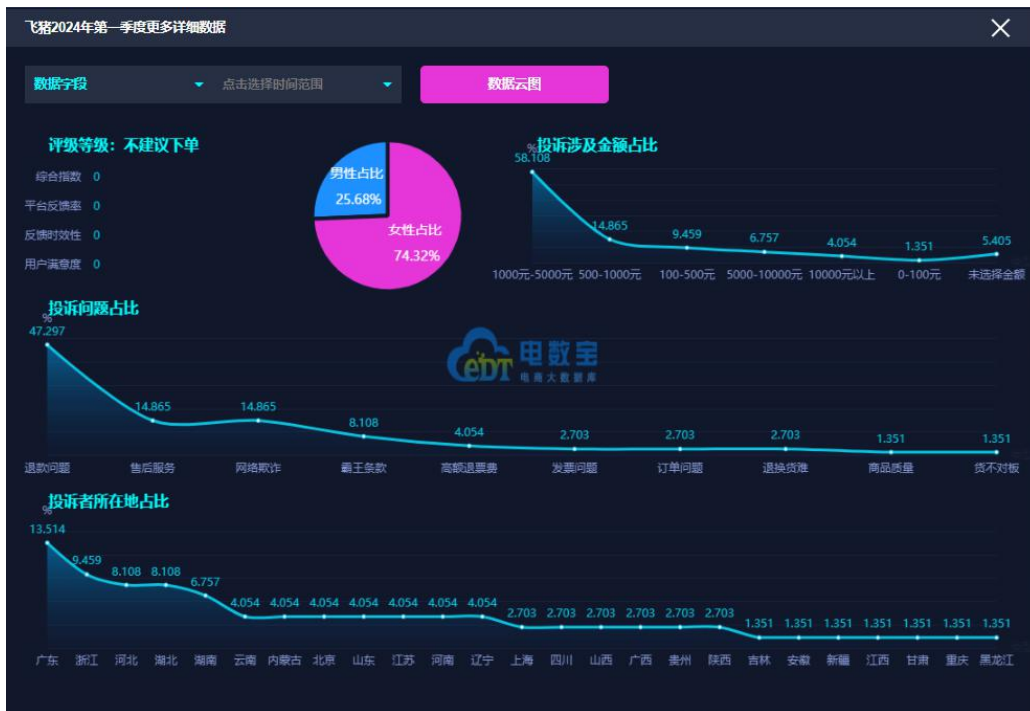 飞猪2024年第一季度更多详细数据
数据字段 点击选择时间范围 数据云图
评级等级：不建议下单
综合指数 0
平台反馈率 0
反馈时效性 0
用户满意度 0
男性占比
25.68%
女性占比
74.32%
投诉涉及金额占比
%
58.108 14.865 9.459 6.757 4.054 1.351 5.405
1000元-5000元 500-1000元 100-500元 5000-10000元 10000元以上 0-100元 未选择金额
投诉问题占比
%
47.297 14.865 14.865 8.108 4.054 2.703 2.703 2.703 1.351 1.351
退款问题 售后服务 网络欺诈 霸王条款 高额退票费 发票问题 订单问题 退换货难 商品质量 货不对板
eDT 电数宝
电商大数据库
投诉者所在地占比
%
13.514 9.459 8.108 8.108 6.757 4.054 4.054 4.054 4.054 4.054 4.054 4.054 2.703 2.703 2.703 2.703 2.703 2.703 1.351 1.351 1.351 1.351 1.351 1.351 1.351
广东 浙江 河北 湖北 湖南 云南 内蒙古 北京 山东 江苏 河南 辽宁 上海 四川 山西 广西 贵州 陕西 吉林 安徽 新疆 江西 甘肃 重庆 黑龙江